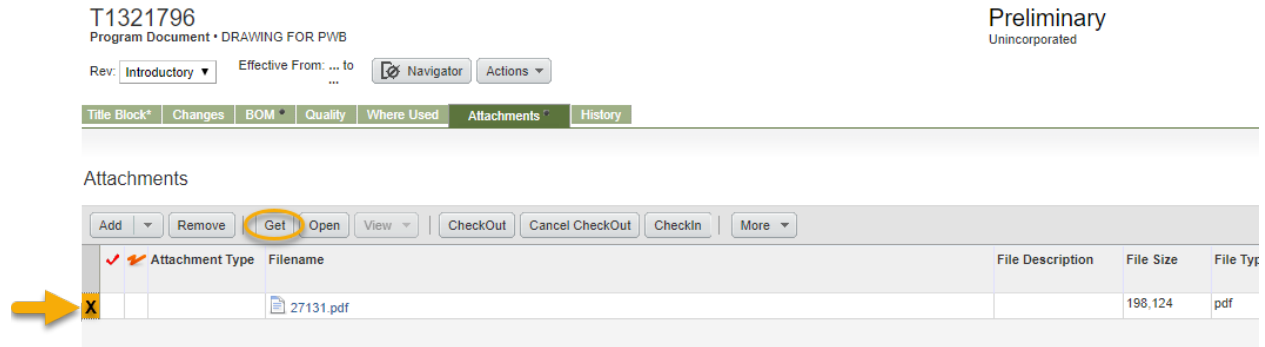 T1321796
Preliminary
Program Document • DRAWING FOR PWB
Unincorporated
Rev: Introductory ▼ Effective From: ... to ... Navigator Actions
Title Block* Changes BOM * Quality Where Used Attachments * History
Attachments
Add Remove Get Open View CheckOut Cancel CheckOut CheckIn More
Attachment Type Filename File Description File Size File Typ
X 27131.pdf 198,124 pdf